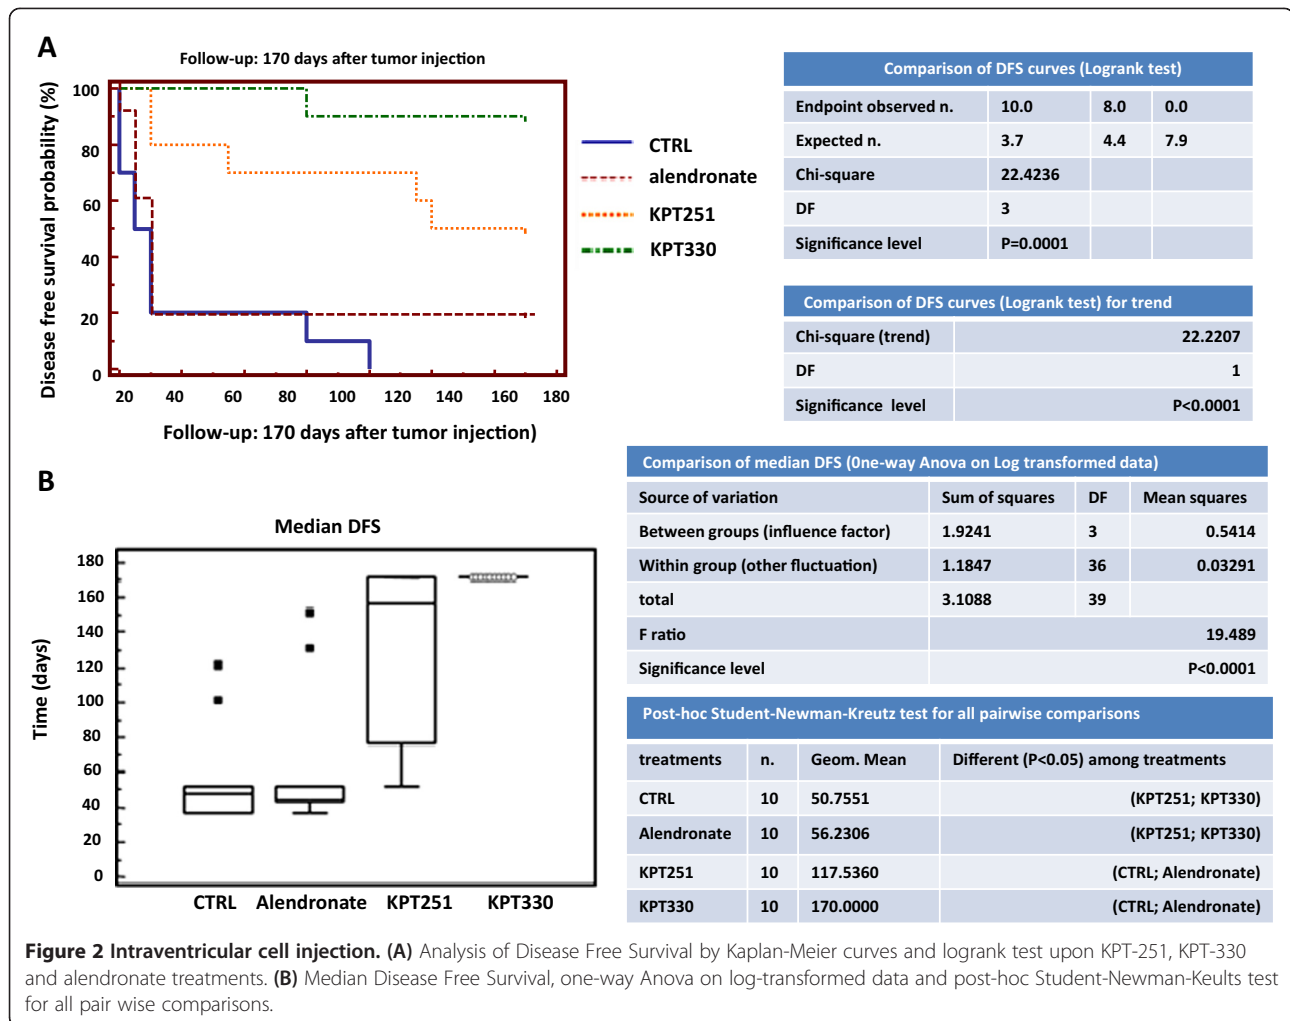 A
Follow-up: 170 days after tumor injection
Disease free survival probability (%)
100
80
60
40
20
0
20 40 60 80 100 120 140 160 180
Follow-up: 170 days after tumor injection)
CTRL
alendronate
KPT251
KPT330
Comparison of DFS curves (Logrank test)
Endpoint observed n. 10.0 8.0 0.0
Expected n. 3.7 4.4 7.9
Chi-square 22.4236
DF 3
Significance level P=0.0001
Comparison of DFS curves (Logrank test) for trend
Chi-square (trend) 22.2207
DF 1
Significance level P<0.0001
B
Median DFS
Time (days)
180
160
140
120
100
80
60
40
20
0
CTRL Alendronate KPT251 KPT330
Comparison of median DFS (0ne-way Anova on Log transformed data)
Source of variation Sum of squares DF Mean squares
Between groups (influence factor) 1.9241 3 0.5414
Within group (other fluctuation) 1.1847 36 0.03291
total 3.1088 39
F ratio 19.489
Significance level P<0.0001
Post-hoc Student-Newman-Kreutz test for all pairwise comparisons
treatments n. Geom. Mean Different (P<0.05) among treatments
CTRL 10 50.7551 (KPT251; KPT330)
Alendronate 10 56.2306 (KPT251; KPT330)
KPT251 10 117.5360 (CTRL; Alendronate)
KPT330 10 170.0000 (CTRL; Alendronate)
Figure 2 Intraventricular cell injection. (A) Analysis of Disease Free Survival by Kaplan-Meier curves and logrank test upon KPT-251, KPT-330
and alendronate treatments. (B) Median Disease Free Survival, one-way Anova on log-transformed data and post-hoc Student-Newman-Keults test
for all pair wise comparisons.